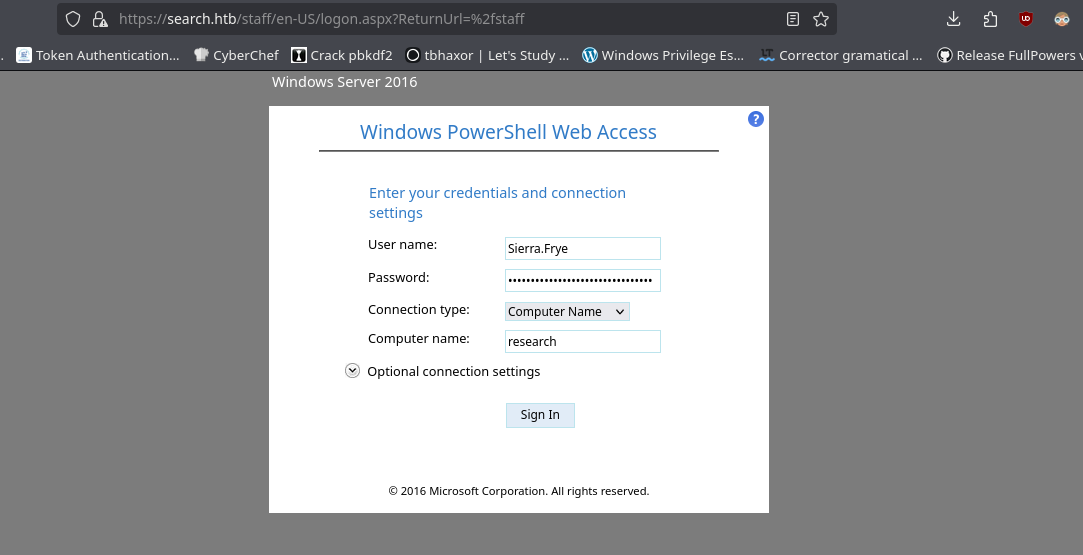 https://search.htb/staff/en-US/logon.aspx?ReturnUrl=%2fstaff
Token Authentication... CyberChef Crack pbkdf2 tbhaxor | Let's Study ... Windows Privilege Es... Corrector gramatical ... Release FullPowers v
Windows Server 2016
?
Windows PowerShell Web Access
Enter your credentials and connection
settings
User name: Sierra.Frye
Password: ••••••••••••••••••••••••••••••••
Connection type: Computer Name
Computer name: research
Optional connection settings
Sign In
© 2016 Microsoft Corporation. All rights reserved.